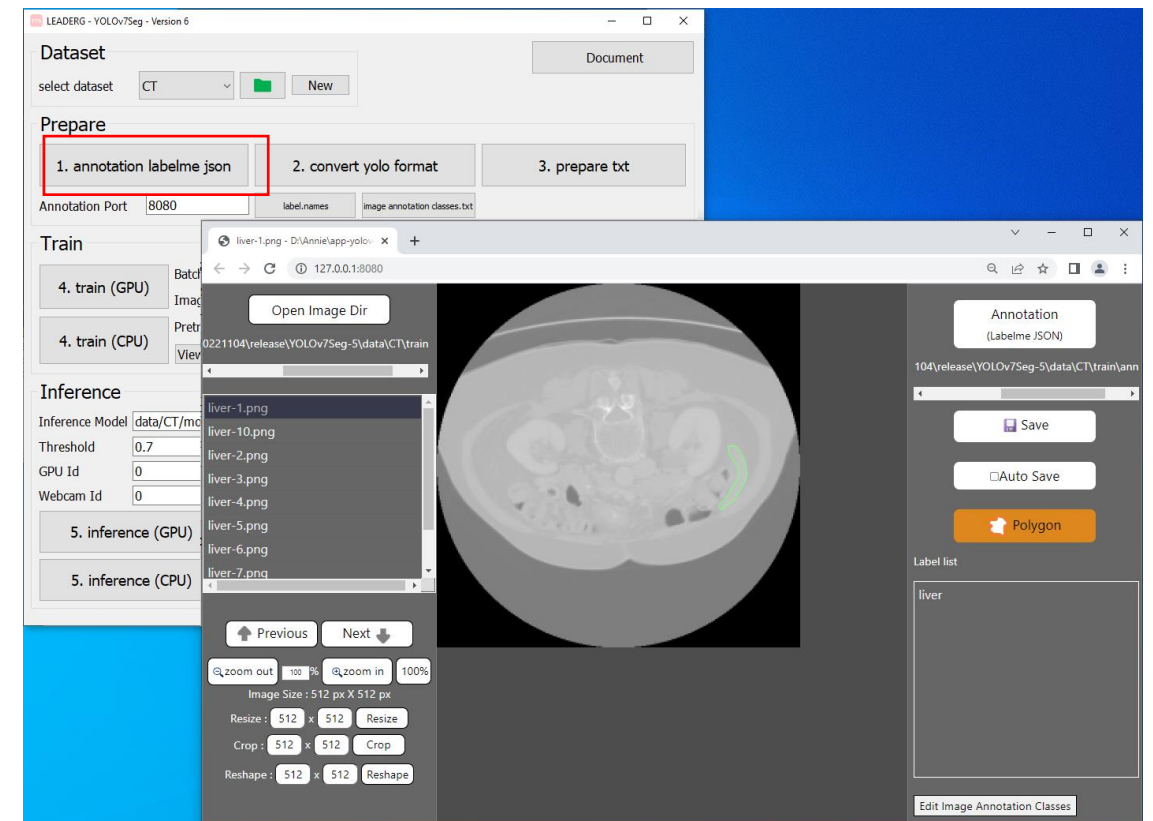 LEADERG - YOLOv7Seg - Version 6
Dataset
Document
select dataset
CT
New
Prepare
1. annotation labelme json
2. convert yolo format
3. prepare txt
Annotation Port
8080
label.names
image annotation classes.txt
Train
4. train (GPU)
4. train (CPU)
View
Inference
Inference Model
data/CT/mo
Threshold
0.7
GPU Id
0
Webcam Id
0
5. inference (GPU)
5. inference (CPU)
liver-1.png - D:\Annie\app-yolov
127.0.0.1:8080
Open Image Dir
0221104\release\YOLOv7Seg-5\data\CT\train
liver-1.png
liver-10.png
liver-2.png
liver-3.png
liver-4.png
liver-5.png
liver-6.png
liver-7.png
Previous
Next
zoom out
100 %
zoom in
100%
Image Size : 512 px X 512 px
Resize : 512 x 512 Resize
Crop : 512 x 512 Crop
Reshape : 512 x 512 Reshape
Annotation
(Labelme JSON)
104\release\YOLOv7Seg-5\data\CT\train\ann
Save
Auto Save
Polygon
Label list
liver
Edit Image Annotation Classes